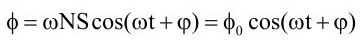 ϕ = ωNS cos(ωt + φ) = ϕ₀ cos(ωt + φ)